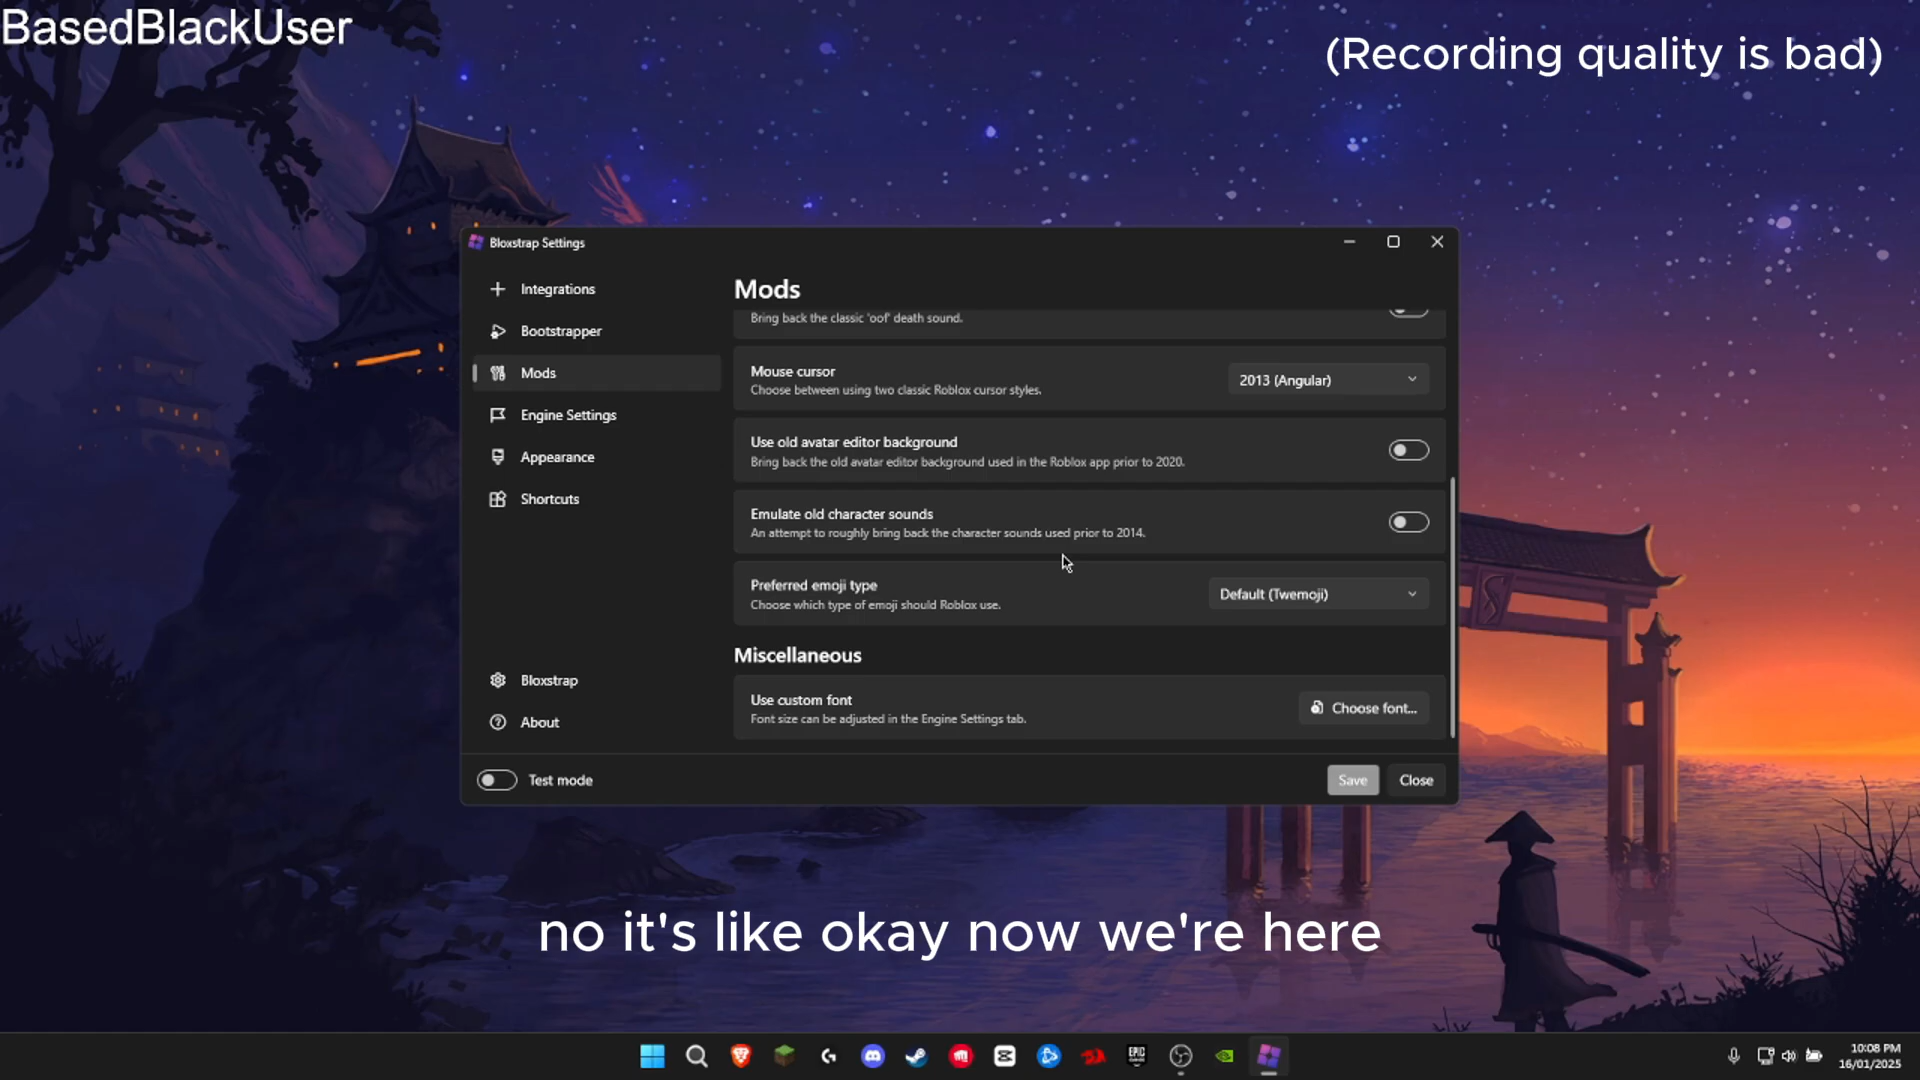 BasedBlackUser
(Recording quality is bad)
Bloxstrap Settings
Integrations
Bootstrapper
Mods
Engine Settings
Appearance
Shortcuts
Bloxstrap
About
Mods
Bring back the classic 'oof' death sound.
Mouse cursor
Choose between using two classic Roblox cursor styles.
2013 (Angular)
Use old avatar editor background
Bring back the old avatar editor background used in the Roblox app prior to 2020.
Emulate old character sounds
An attempt to roughly bring back the character sounds used prior to 2014.
Preferred emoji type
Choose which type of emoji should Roblox use.
Default (Twemoji)
Miscellaneous
Use custom font
Font size can be adjusted in the Engine Settings tab.
Choose font...
Test mode
Save
Close
no it's like okay now we're here
EPIC
10:08 PM
16/01/2025